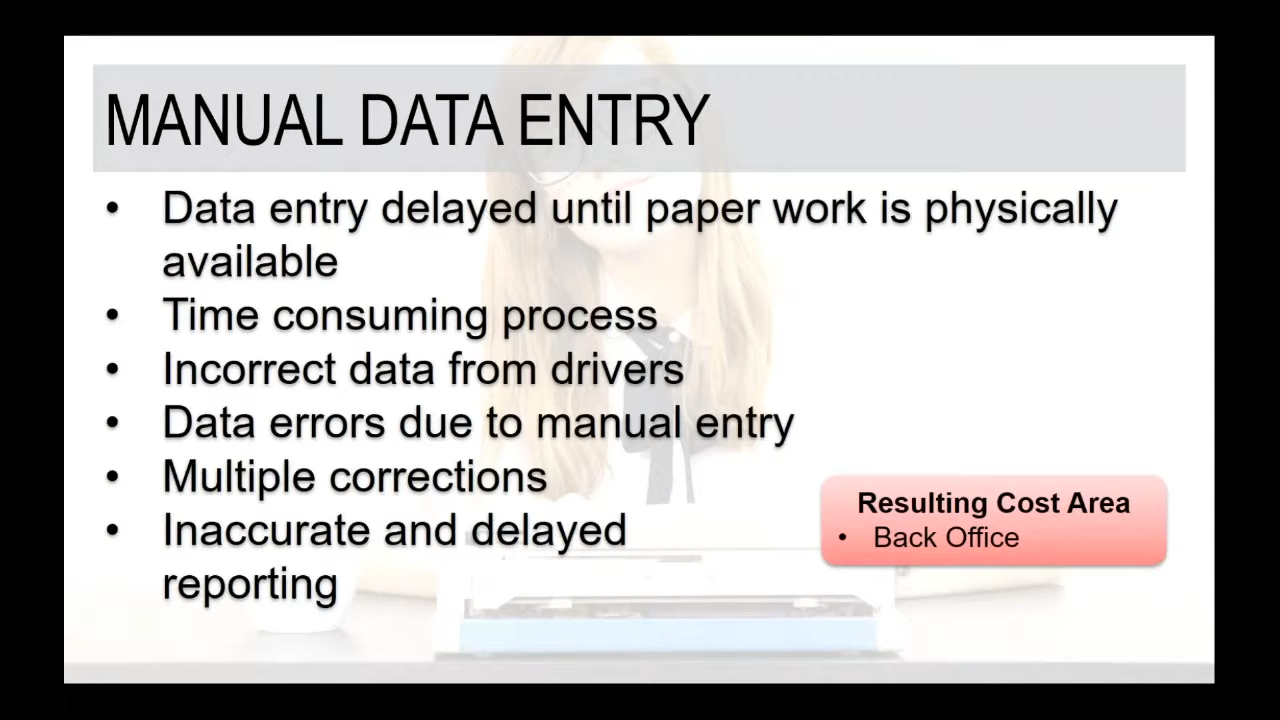 MANUAL DATA ENTRY
• Data entry delayed until paper work is physically
available
• Time consuming process
• Incorrect data from drivers
• Data errors due to manual entry
• Multiple corrections
• Inaccurate and delayed
reporting
Resulting Cost Area
• Back Office